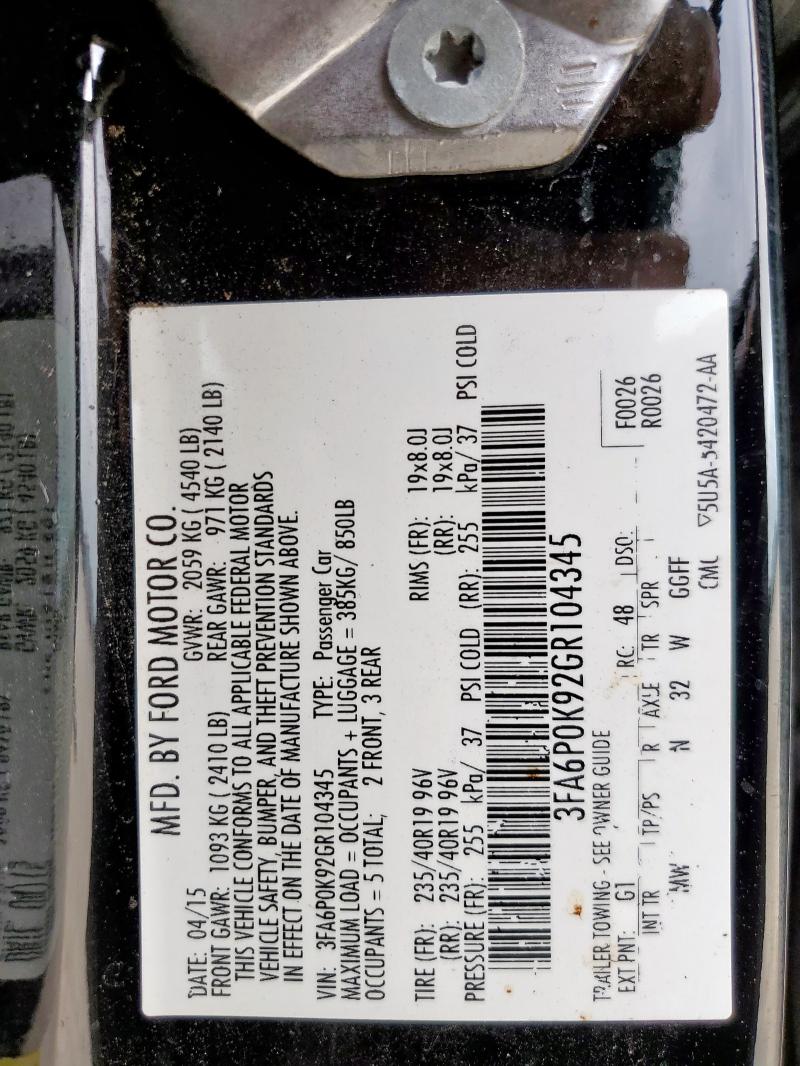 MFD. BY FORD MOTOR CO.
DATE: 04/15 GVWR: 2059 KG ( 4540 LB)
FRONT GAWR: 1093 KG ( 2410 LB) REAR GAWR: 971 KG ( 2140 LB)
THIS VEHICLE CONFORMS TO ALL APPLICABLE FEDERAL MOTOR
VEHICLE SAFETY, BUMPER, AND THEFT PREVENTION STANDARDS
IN EFFECT ON THE DATE OF MANUFACTURE SHOWN ABOVE.
VIN: 3FA6P0K92GR104345 TYPE: Passenger Car
MAXIMUM LOAD = OCCUPANTS + LUGGAGE = 385KG/ 850LB
OCCUPANTS = 5 TOTAL; 2 FRONT, 3 REAR
TIRE (FR): 235/40R19 96V RIMS (FR): 19x8.0J
(RR): 235/40R19 96V (RR): 19x8.0J
PRESSURE (FR): 255 kPa/ 37 PSI COLD (RR): 255 kPa/ 37 PSI COLD
3FA6P0K92GR104345
TRAILER TOWING - SEE OWNER GUIDE
EXT PNT: G1 RC: 48 DSO: F0026
R0026
INT TR TP/PS R AXLE TR SPR
MW N 32 W GGFF
CML ▽5U5A-5420472-AA